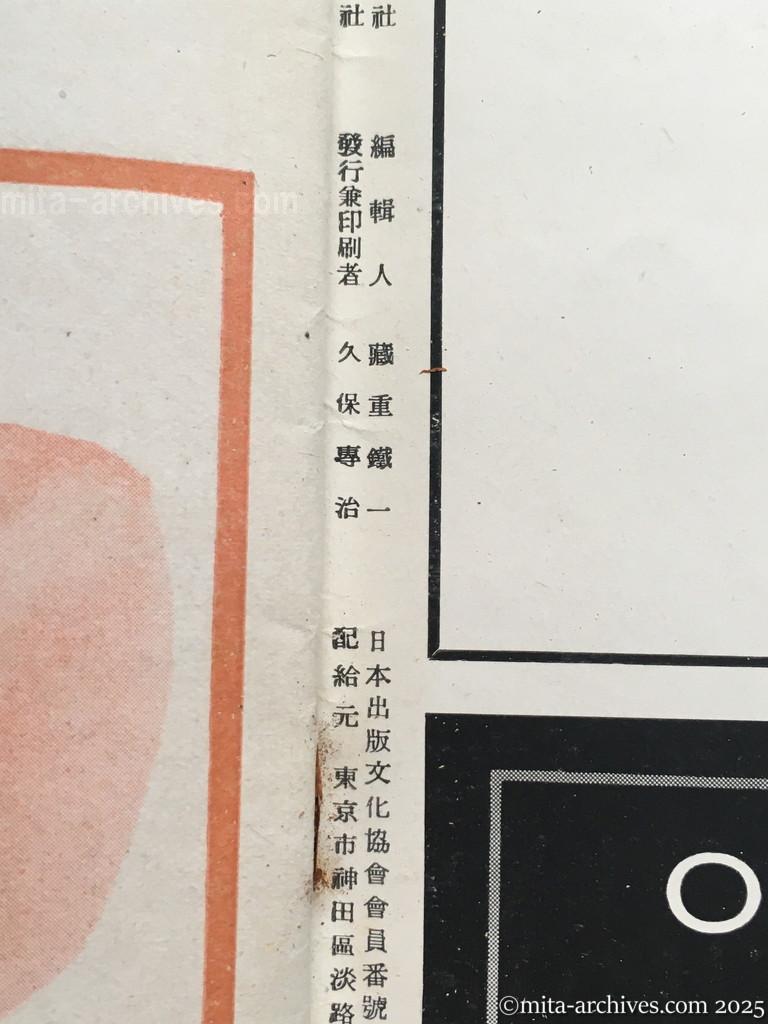 社　編輯人　藏重鐵一　日本出版文化協會會員番號
社　發行兼印刷者　久保專治　配給元　東京市神田區淡路
O
mita-archives.com
©mita-archives.com 2025